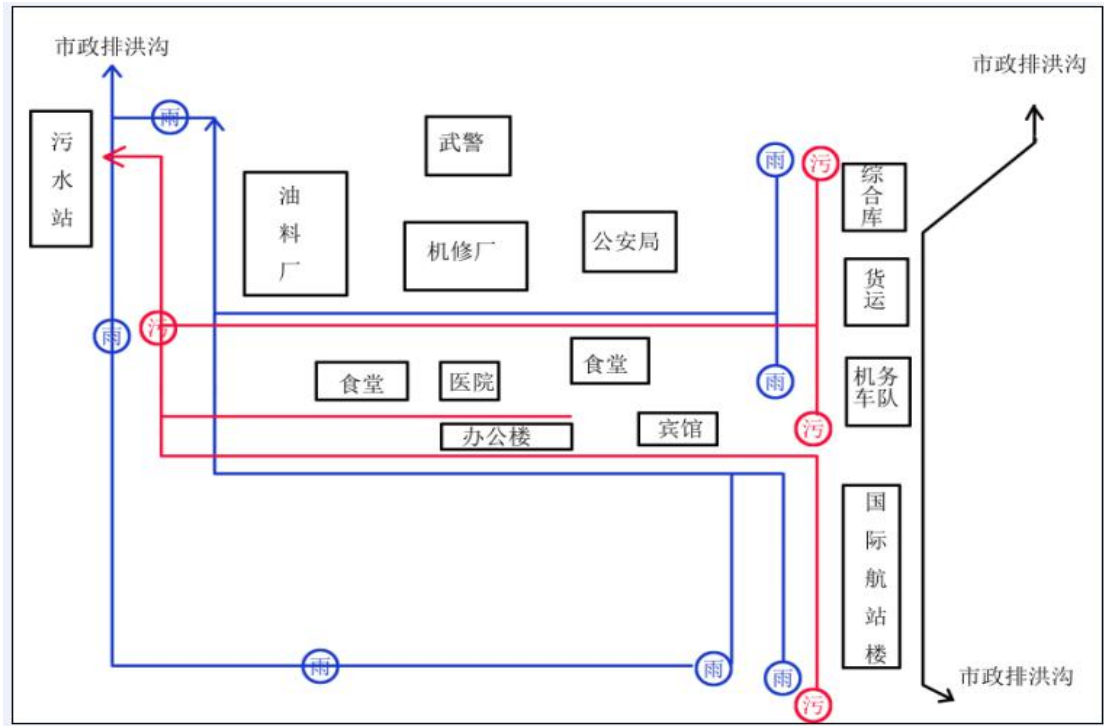 市政排洪沟
市政排洪沟
雨
污水站
武警
雨
污
综合库
油料厂
公安局
机修厂
货运
雨
污
食堂
食堂
医院
雨
机务车队
宾馆
污
办公楼
国际航站楼
雨
雨
雨
市政排洪沟
污